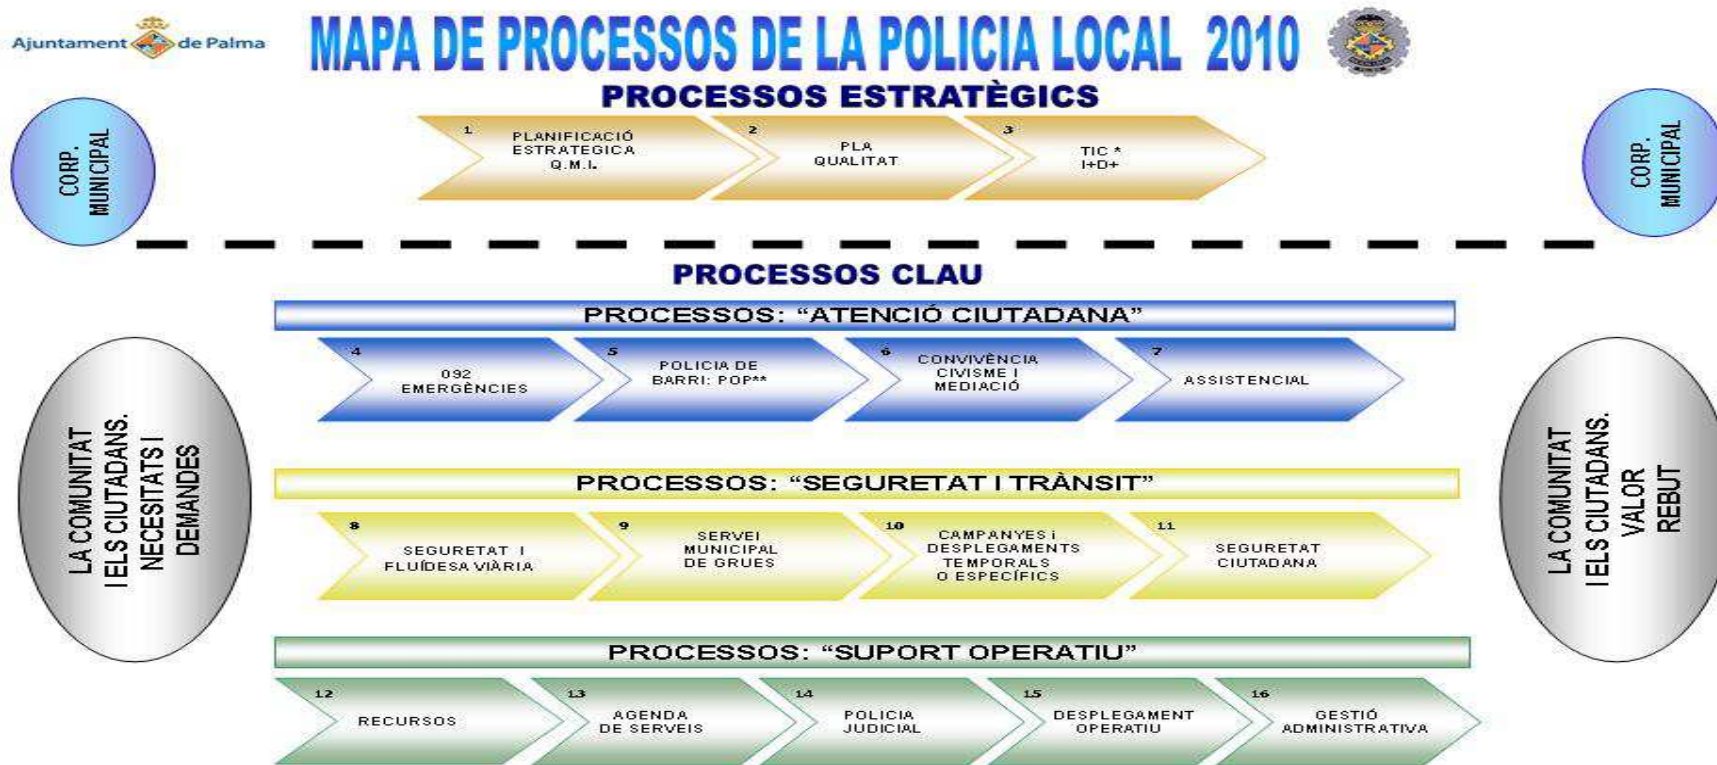 Ajuntament de Palma
MAPA DE PROCESSOS DE LA POLICIA LOCAL 2010
PROCESSOS ESTRATÈGICS
CORP.
MUNICIPAL
1
PLANIFICACIÓ
ESTRATEGICA
Q.M.I.
2
PLA
QUALITAT
3
TIC *
I+D+
CORP.
MUNICIPAL
PROCESSOS CLAU
LA COMUNITAT
I ELS CIUTADANS.
NECESITATS I
DEMANDES
PROCESSOS: “ATENCIÓ CIUTADANA”
4
092
EMERGÈNCIES
5
POLICIA DE
BARRI: POP**
6
CONVIVÈNCIA
CIVISME I
MEDIACIÓ
7
ASSISTENCIAL
PROCESSOS: “SEGURETAT I TRÀNSIT”
8
SEGURETAT I
FLUÍDESA VIÀRIA
9
SERVEI
MUNICIPAL
DE GRUES
10
CAMPANYES i
DESPLEGAMENTS
TEMPORALS
O ESPECÍFICS
11
SEGURETAT
CIUTADANA
PROCESSOS: “SUPORT OPERATIU”
12
RECURSOS
13
AGENDA
DE SERVEIS
14
POLICIA
JUDICIAL
15
DESPLEGAMENT
OPERATIU
16
GESTIÓ
ADMINISTRATIVA
LA COMUNITAT
I ELS CIUTADANS.
VALOR
REBUT